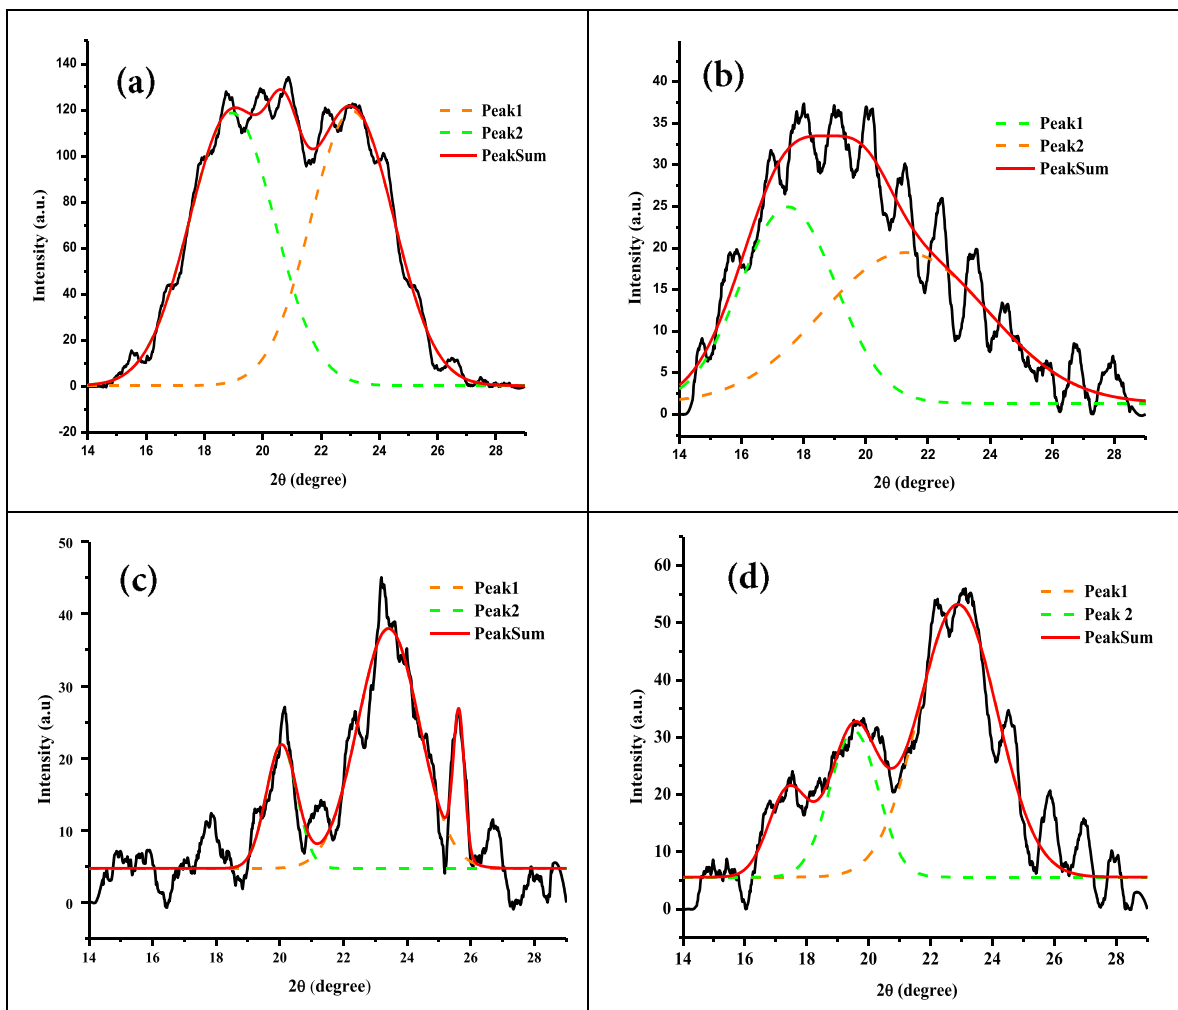 (a)
140
120
100
80
60
40
20
0
-20
14 16 18 20 22 24 26 28
Intensity (a.u.)
2θ (degree)
Peak1
Peak2
PeakSum
(b)
40
35
30
25
20
15
10
5
0
14 16 18 20 22 24 26 28
Intensity (a.u.)
2θ (degree)
Peak1
Peak2
PeakSum
(c)
50
40
30
20
10
0
14 16 18 20 22 24 26 28
Intensity (a.u)
2θ (degree)
Peak1
Peak2
PeakSum
(d)
60
50
40
30
20
10
0
14 16 18 20 22 24 26 28
Intensity (a.u.)
2θ (degree)
Peak1
Peak 2
PeakSum